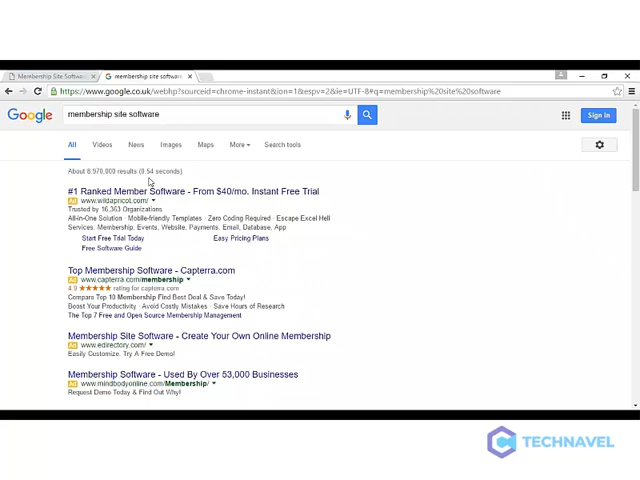 Membership Site Software
membership site software
https://www.google.co.uk/webhp?sourceid=chrome-instant&ion=1&espv=2&ie=UTF-8#q=membership%20site%20software
Google
membership site software
Sign in
All Videos News Images Maps More Search tools
About 8,970,000 results (0.54 seconds)
#1 Ranked Member Software - From $40/mo. Instant Free Trial
Ad www.wildapricot.com/
Trusted by 16,363 Organizations
All-in-One Solution · Mobile-friendly Templates · Zero Coding Required · Escape Excel Hell
Services: Membership, Events, Website, Payments, Email, Database, App
Start Free Trial Today Easy Pricing Plans
Free Software Guide
Top Membership Software - Capterra.com
Ad www.capterra.com/membership
4.9 ★★★★★ rating for capterra.com
Compare Top 10 Membership Find Best Deal & Save Today!
Boost Your Productivity · Avoid Costly Mistakes · Save Hours of Research
The Top 7 Free and Open Source Membership Management
Membership Site Software - Create Your Own Online Membership
Ad www.edirectory.com/
Easily Customize. Try A Free Demo!
Membership Software - Used By Over 53,000 Businesses
Ad www.mindbodyonline.com/Membership/
Request Demo Today & Find Out Why!
TECHNAVEL